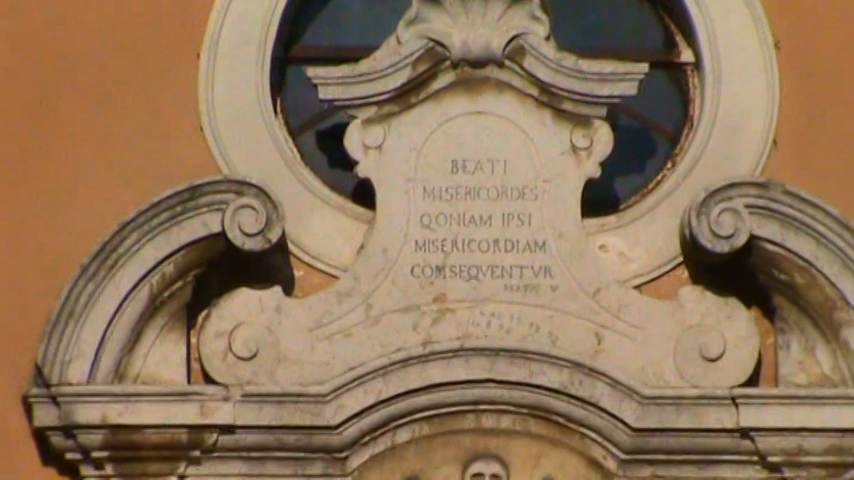 BEATI
MISERICORDES
QONIAM IPSI
MISERICORDIAM
CONSEQVENTVR